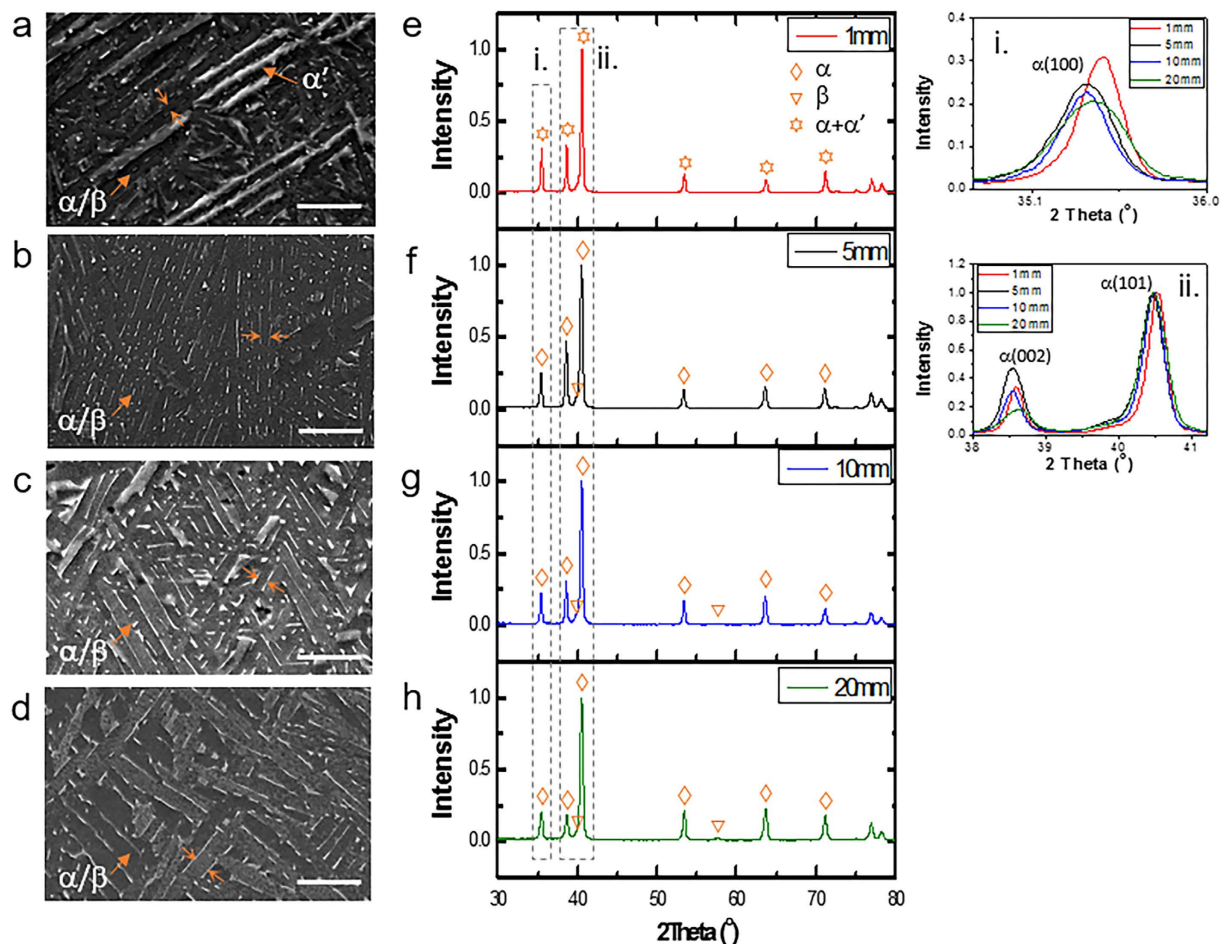 a
α′
α/β
b
α/β
c
α/β
d
α/β
e
i.
ii.
1mm
α
β
α+α′
Intensity
1.0
0.5
0.0
f
5mm
Intensity
1.0
0.5
0.0
g
10mm
Intensity
1.0
0.5
0.0
h
20mm
Intensity
1.0
0.5
0.0
30 40 50 60 70 80
2Theta (°)
i.
α(100)
1mm
5mm
10mm
20mm
Intensity
0.4
0.3
0.2
0.1
0.0
35.1 36.0
2 Theta (°)
ii.
α(101)
α(002)
1mm
5mm
10mm
20mm
Intensity
1.2
1.0
0.8
0.6
0.4
0.2
0.0
38 39 40 41
2 Theta (°)